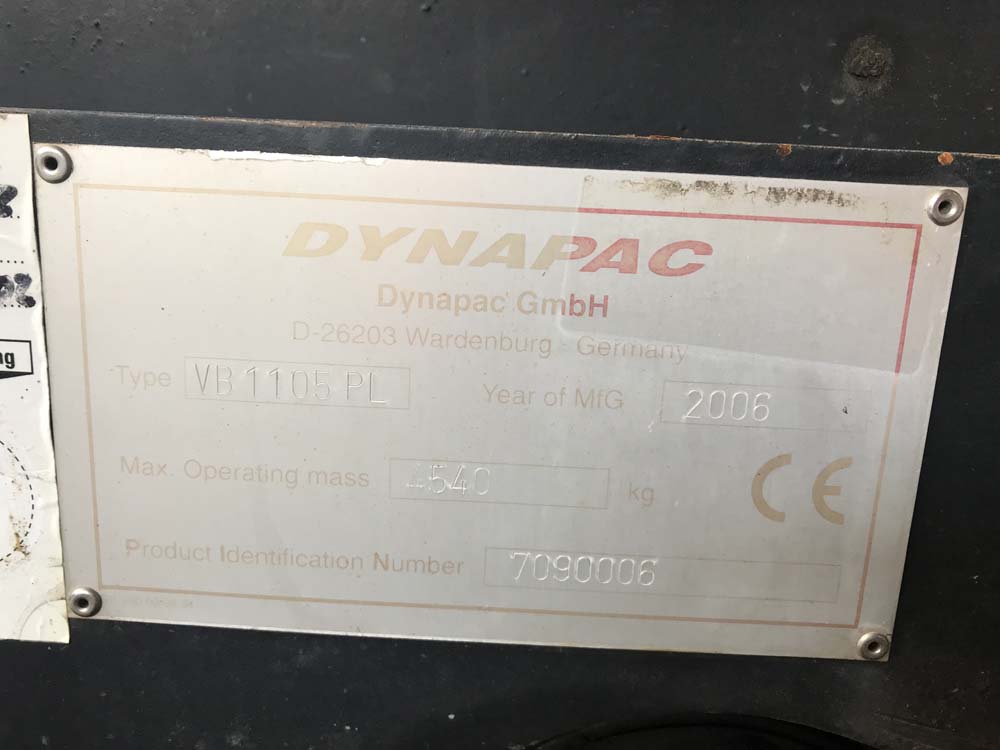 DYNAPAC
Dynapac GmbH
D-26203 Wardenburg - Germany
Type VB 1105 PL Year of MfG 2006
Max. Operating mass 4540 kg
CE
Product Identification Number 7090006
ng